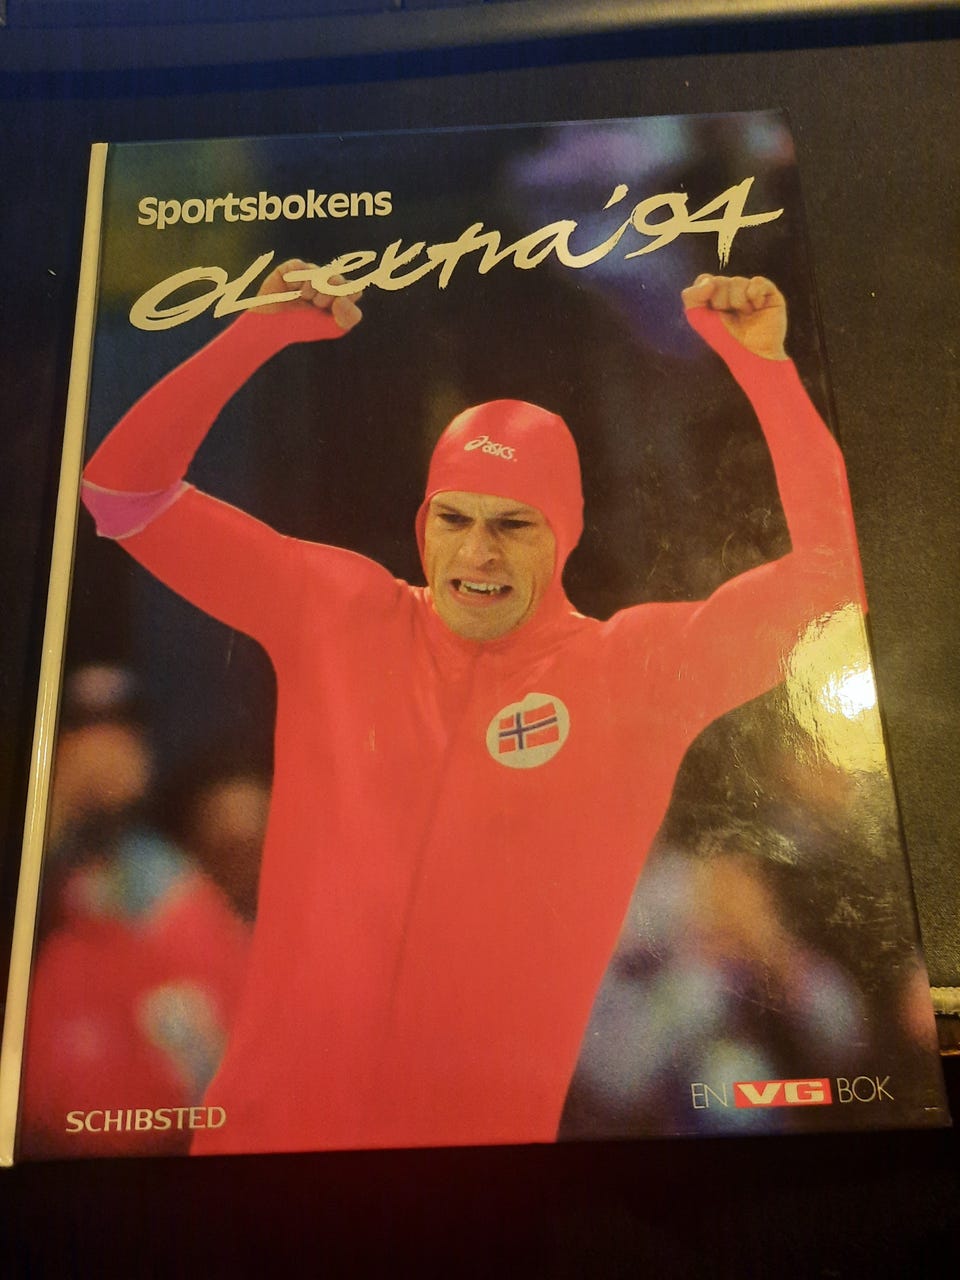 Sportsbokens
OL-extra'94
asics.
SCHIBSTED
EN VG BOK